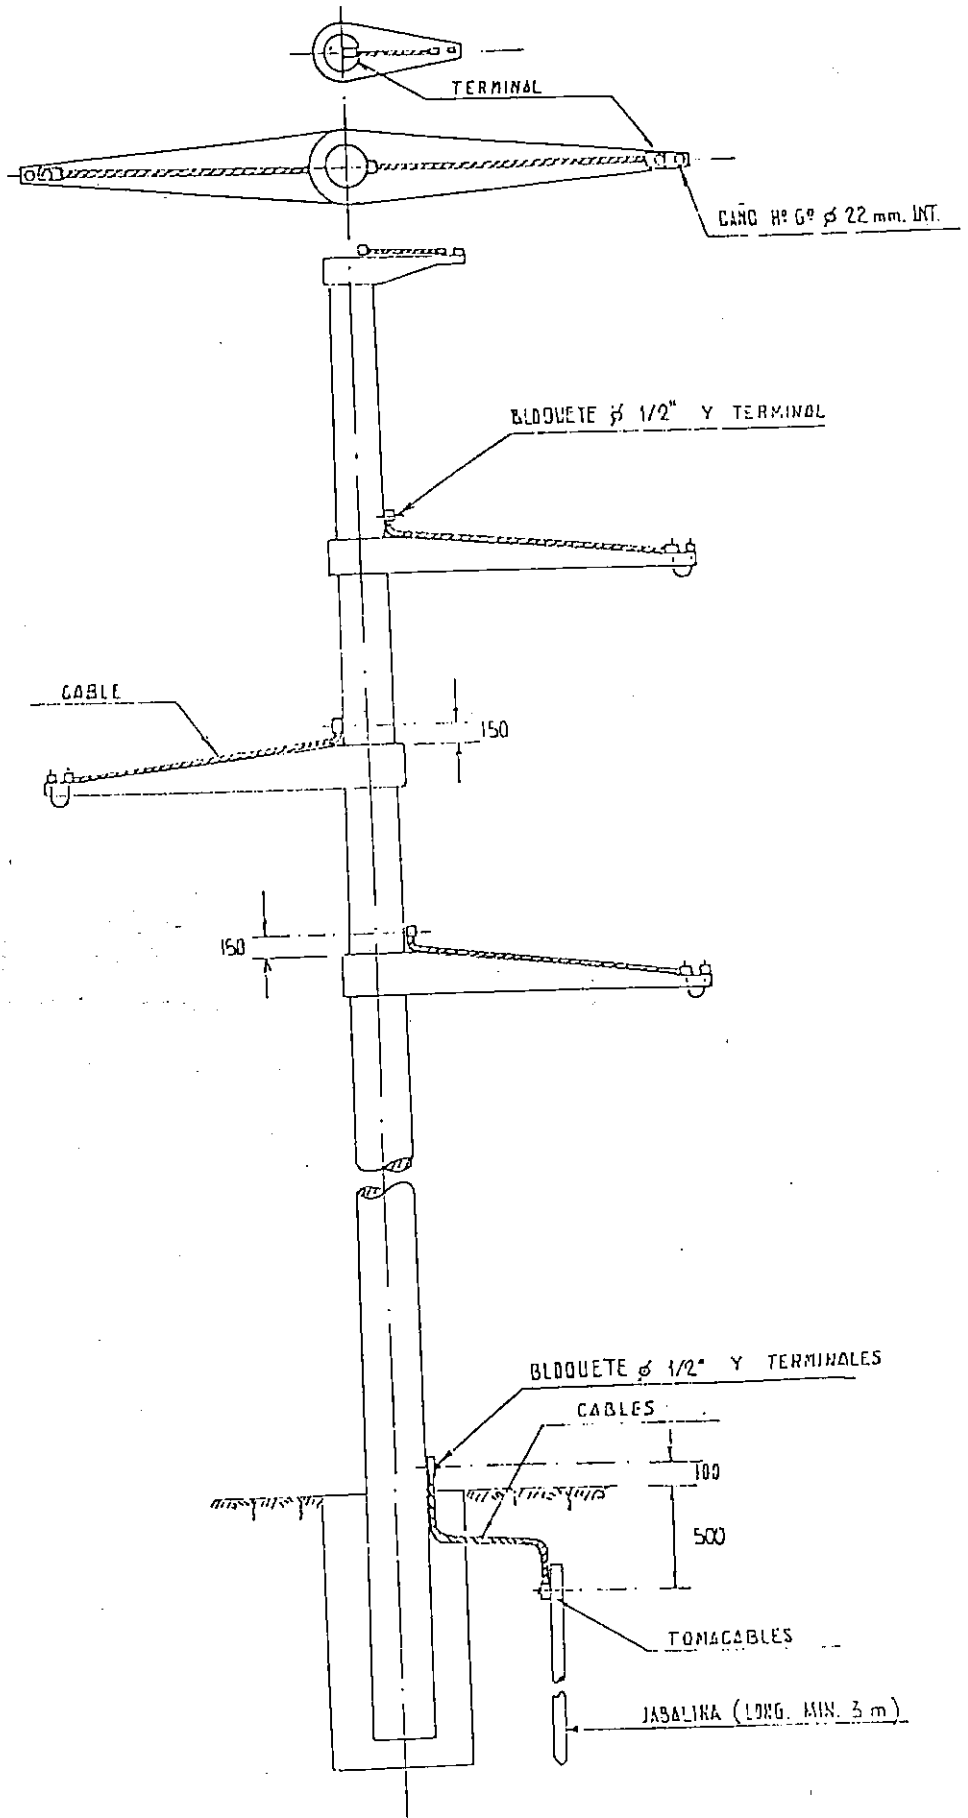 TERMINAL
CAÑO Hº Gº ø 22 mm. INT.
BLOQUETE ø 1/2" Y TERMINAL
CABLE
150
150
BLOQUETE ø 1/2" Y TERMINALES
CABLES
100
500
TOMACABLES
JABALINA (LONG. MIN. 3 m)